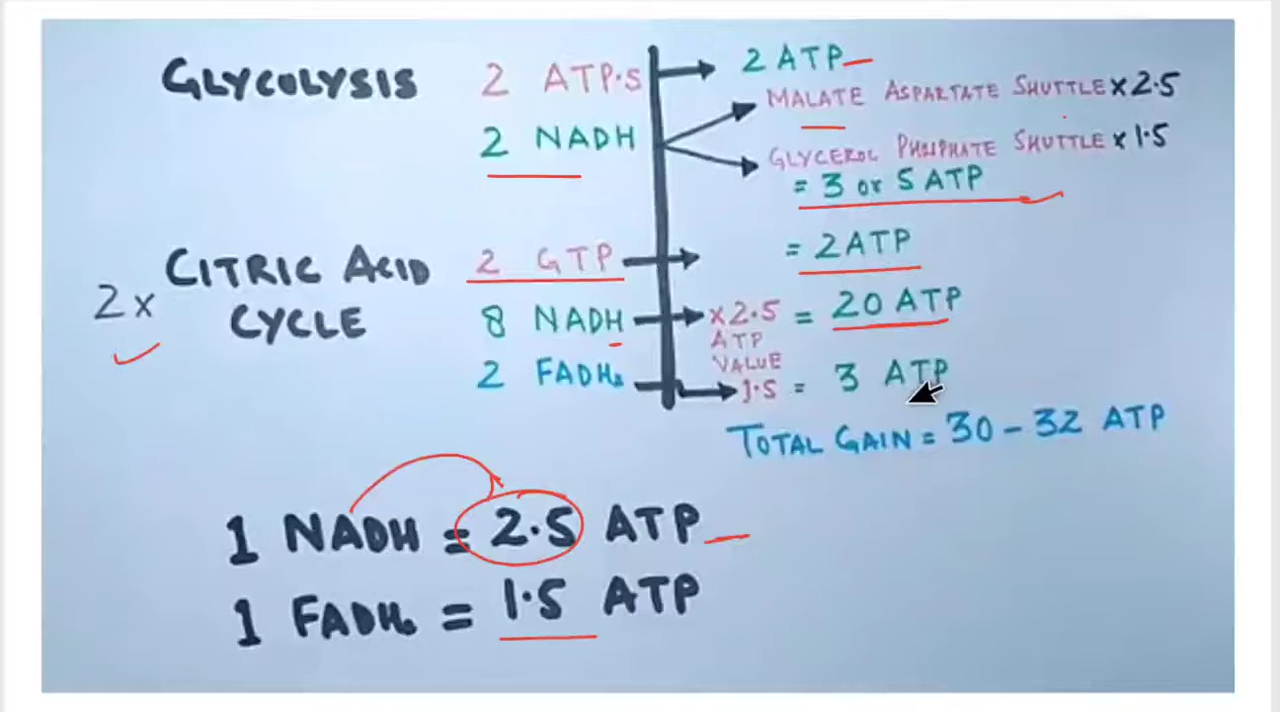 GLYCOLYSIS 2 ATP.S 2 ATP
MALATE ASPARTATE SHUTTLE x 2.5
2 NADH
GLYCEROL PHOSPHATE SHUTTLE x 1.5
= 3 or 5 ATP
2x CITRIC ACID CYCLE
2 GTP = 2 ATP
8 NADH x 2.5 = 20 ATP
ATP
VALUE
2 FADH₂ 1.5 = 3 ATP
TOTAL GAIN = 30 - 32 ATP
1 NADH = 2.5 ATP
1 FADH₂ = 1.5 ATP